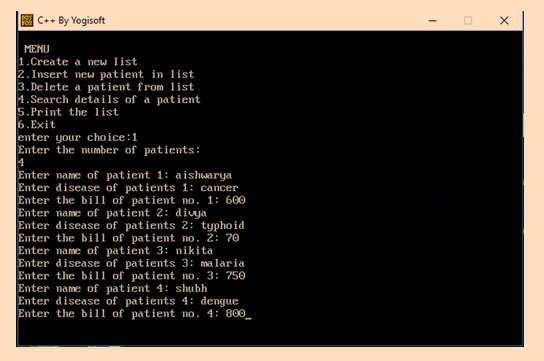 C++ By Yogisoft
MENU
1.Create a new list
2.Insert new patient in list
3.Delete a patient from list
4.Search details of a patient
5.Print the list
6.Exit
enter your choice:1
Enter the number of patients:
4
Enter name of patient 1: aishwarya
Enter disease of patients 1: cancer
Enter the bill of patient no. 1: 600
Enter name of patient 2: divya
Enter disease of patients 2: typhoid
Enter the bill of patient no. 2: 70
Enter name of patient 3: nikita
Enter disease of patients 3: malaria
Enter the bill of patient no. 3: 750
Enter name of patient 4: shubh
Enter disease of patients 4: dengue
Enter the bill of patient no. 4: 800_